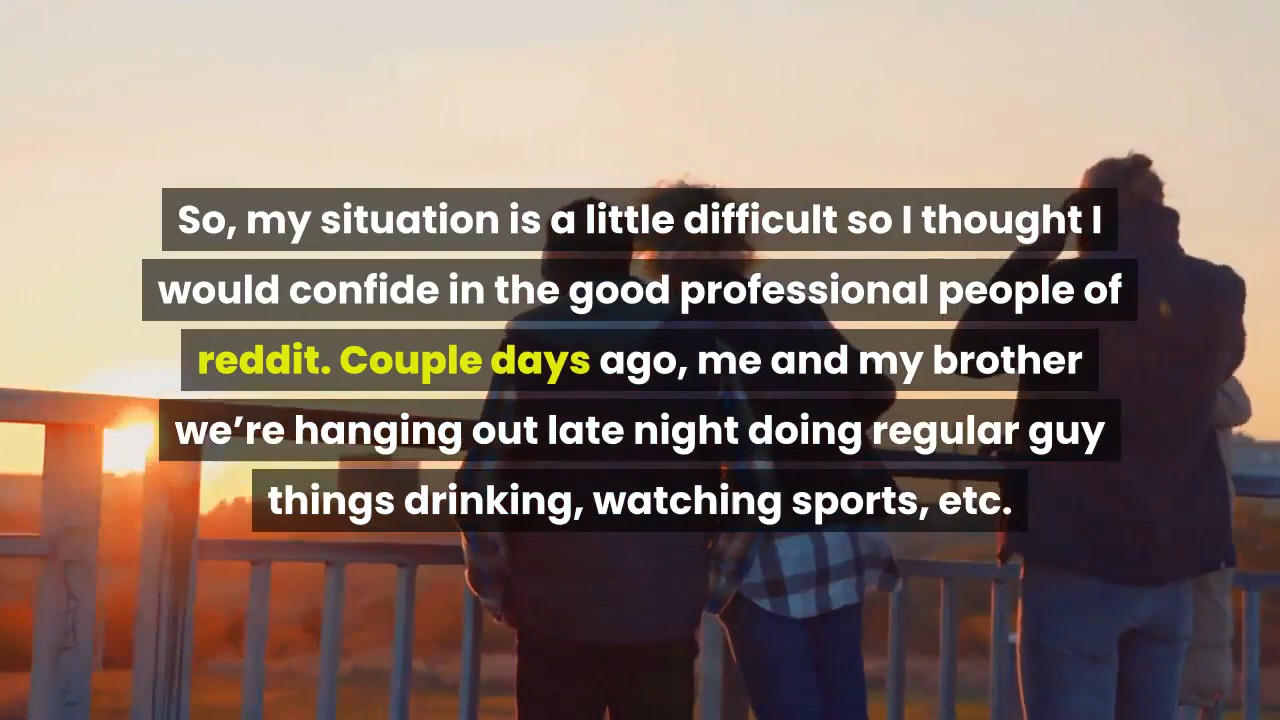 So, my situation is a little difficult so I thought I
would confide in the good professional people of
reddit. Couple days ago, me and my brother
we’re hanging out late night doing regular guy
things drinking, watching sports, etc.